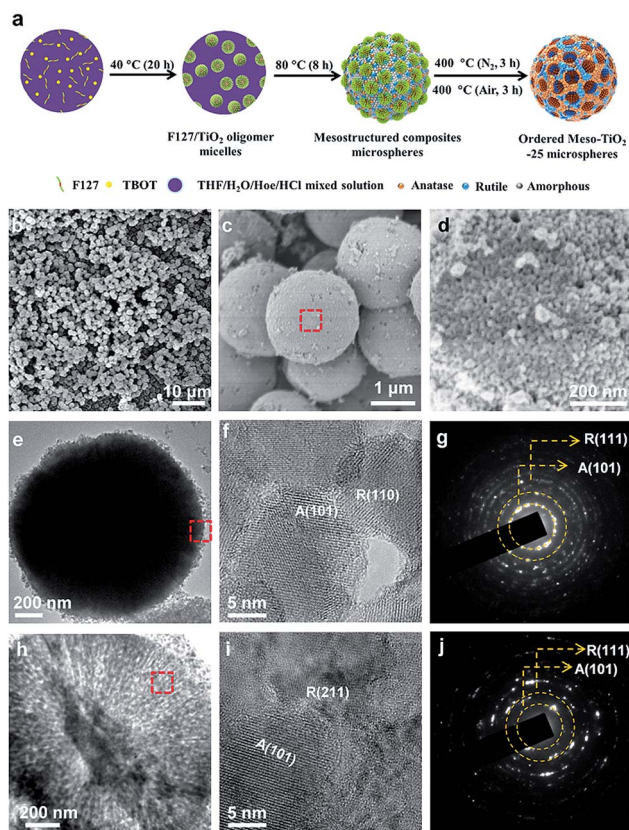 a
40 °C (20 h)
80 °C (8 h)
400 °C (N2, 3 h)
400 °C (Air, 3 h)
F127/TiO2 oligomer
micelles
Mesostructured composites
microspheres
Ordered Meso-TiO2
-25 microspheres
F127 TBOT THF/H2O/Hoe/HCl mixed solution Anatase Rutile Amorphous
b
10 µm
c
1 µm
d
200 nm
e
200 nm
f
A(101)
R(110)
5 nm
g
R(111)
A(101)
h
200 nm
i
R(211)
A(101)
5 nm
j
R(111)
A(101)